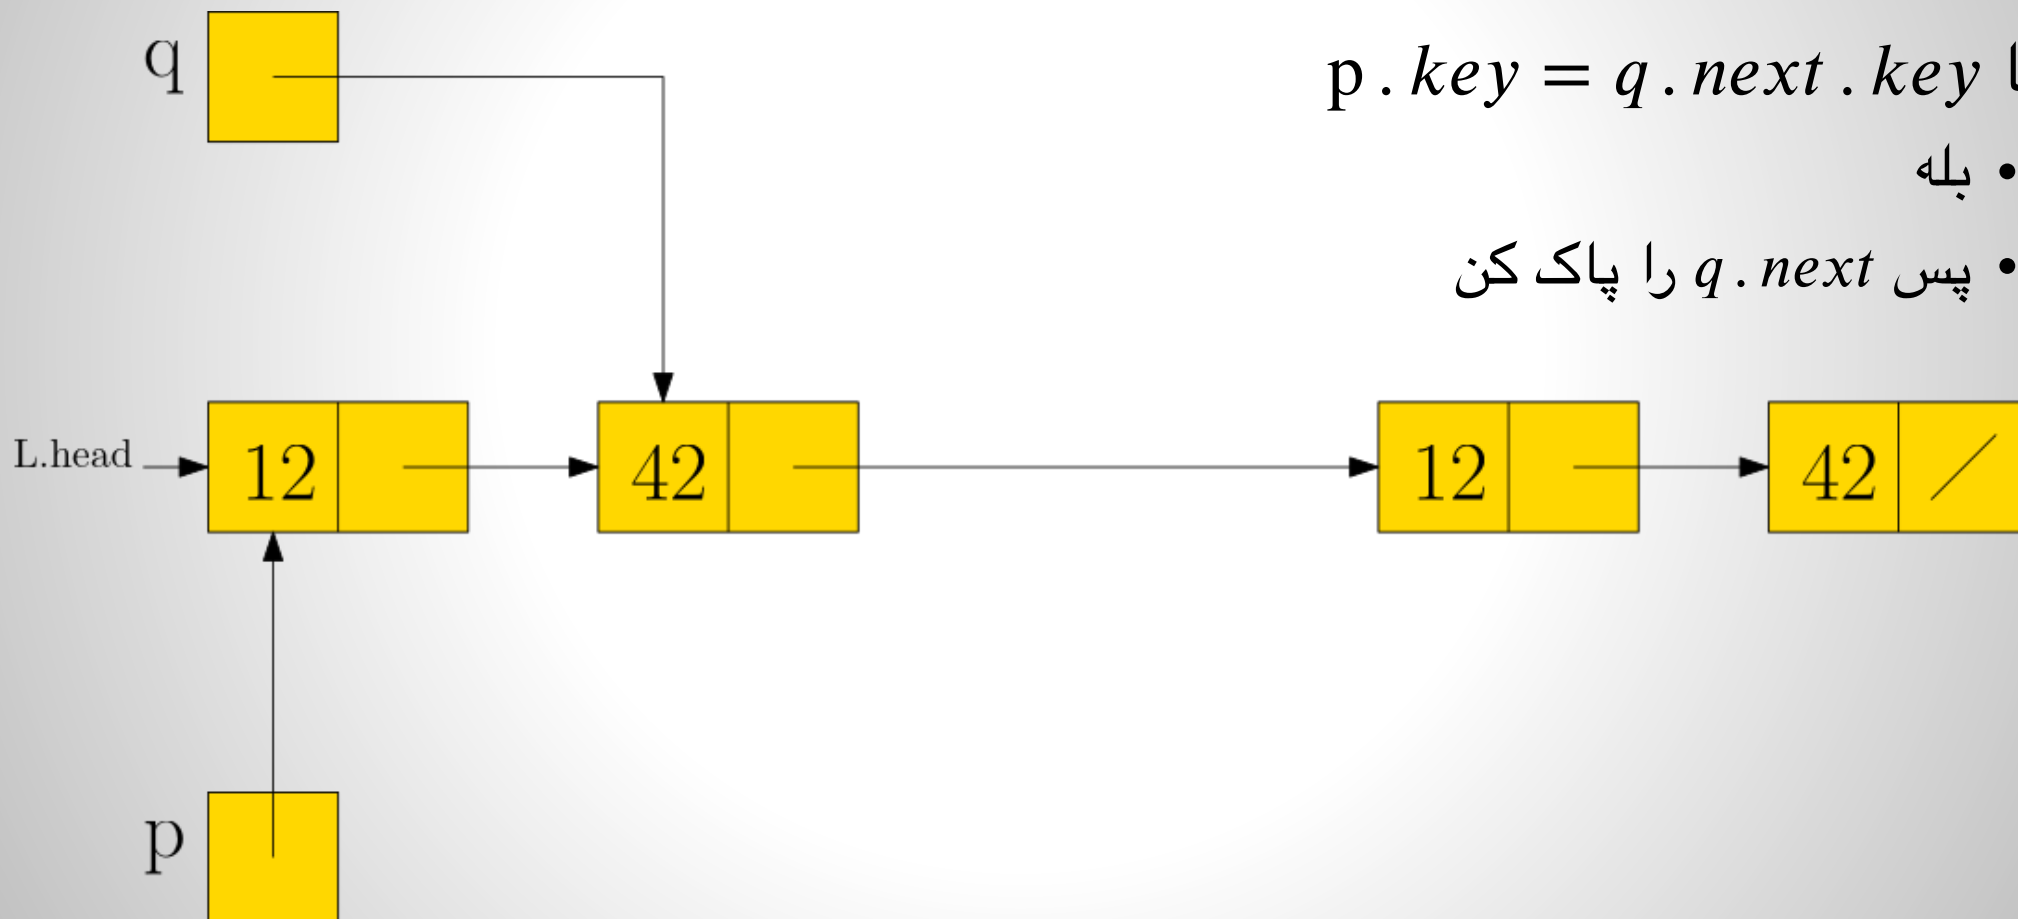 q
p . key = q . next . key
• بله
• پس q . next را پاک کن
L.head 12 42 12 42
p